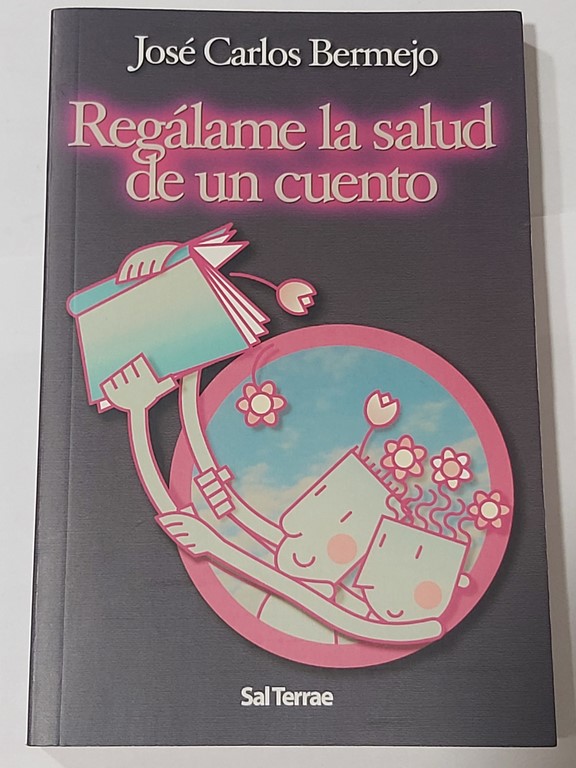 José Carlos Bermejo
Regálame la salud
de un cuento
Sal Terrae